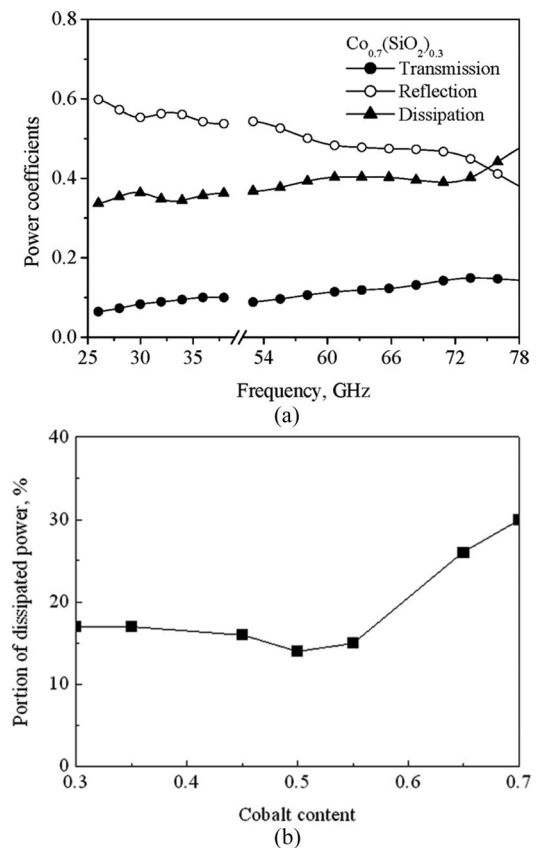 0.8
Co0.7(SiO2)0.3
Transmission
Reflection
Dissipation
0.6
0.4
0.2
0.0
Power coefficients
25 30 35 54 60 66 72 78
Frequency, GHz
(a)
40
30
20
10
0
Portion of dissipated power, %
0.3 0.4 0.5 0.6 0.7
Cobalt content
(b)